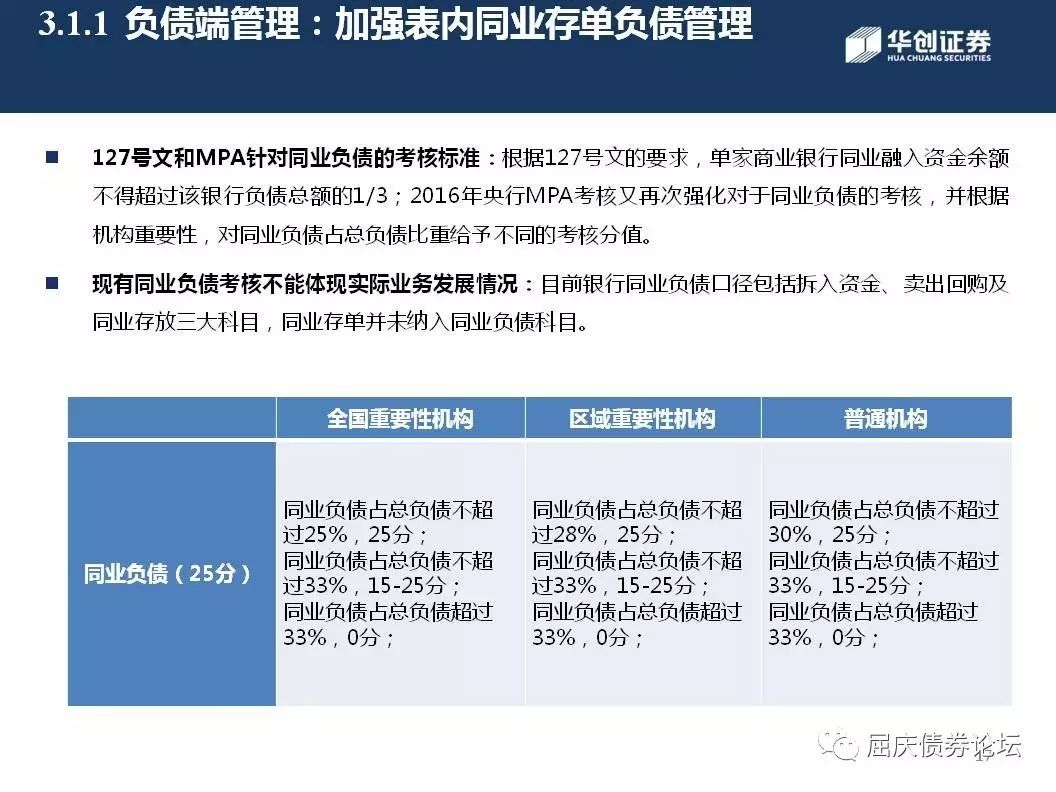 3.1.1 负债端管理：加强表内同业存单负债管理
华创证券
HUA CHUANG SECURITIES
127号文和MPA针对同业负债的考核标准：根据127号文的要求，单家商业银行同业融入资金余额
不得超过该银行负债总额的1/3；2016年央行MPA考核又再次强化对于同业负债的考核，并根据
机构重要性，对同业负债占总负债比重给予不同的考核分值。
现有同业负债考核不能体现实际业务发展情况：目前银行同业负债口径包括拆入资金、卖出回购及
同业存放三大科目，同业存单并未纳入同业负债科目。
全国重要性机构
区域重要性机构
普通机构
同业负债（25分）
同业负债占总负债不超
过25%，25分；
同业负债占总负债不超
过33%，15-25分；
同业负债占总负债超过
33%，0分；
同业负债占总负债不超
过28%，25分；
同业负债占总负债不超
过33%，15-25分；
同业负债占总负债超过
33%，0分；
同业负债占总负债不超过
30%，25分；
同业负债占总负债不超过
33%，15-25分；
同业负债占总负债超过
33%，0分；
屈庆债券论坛
17